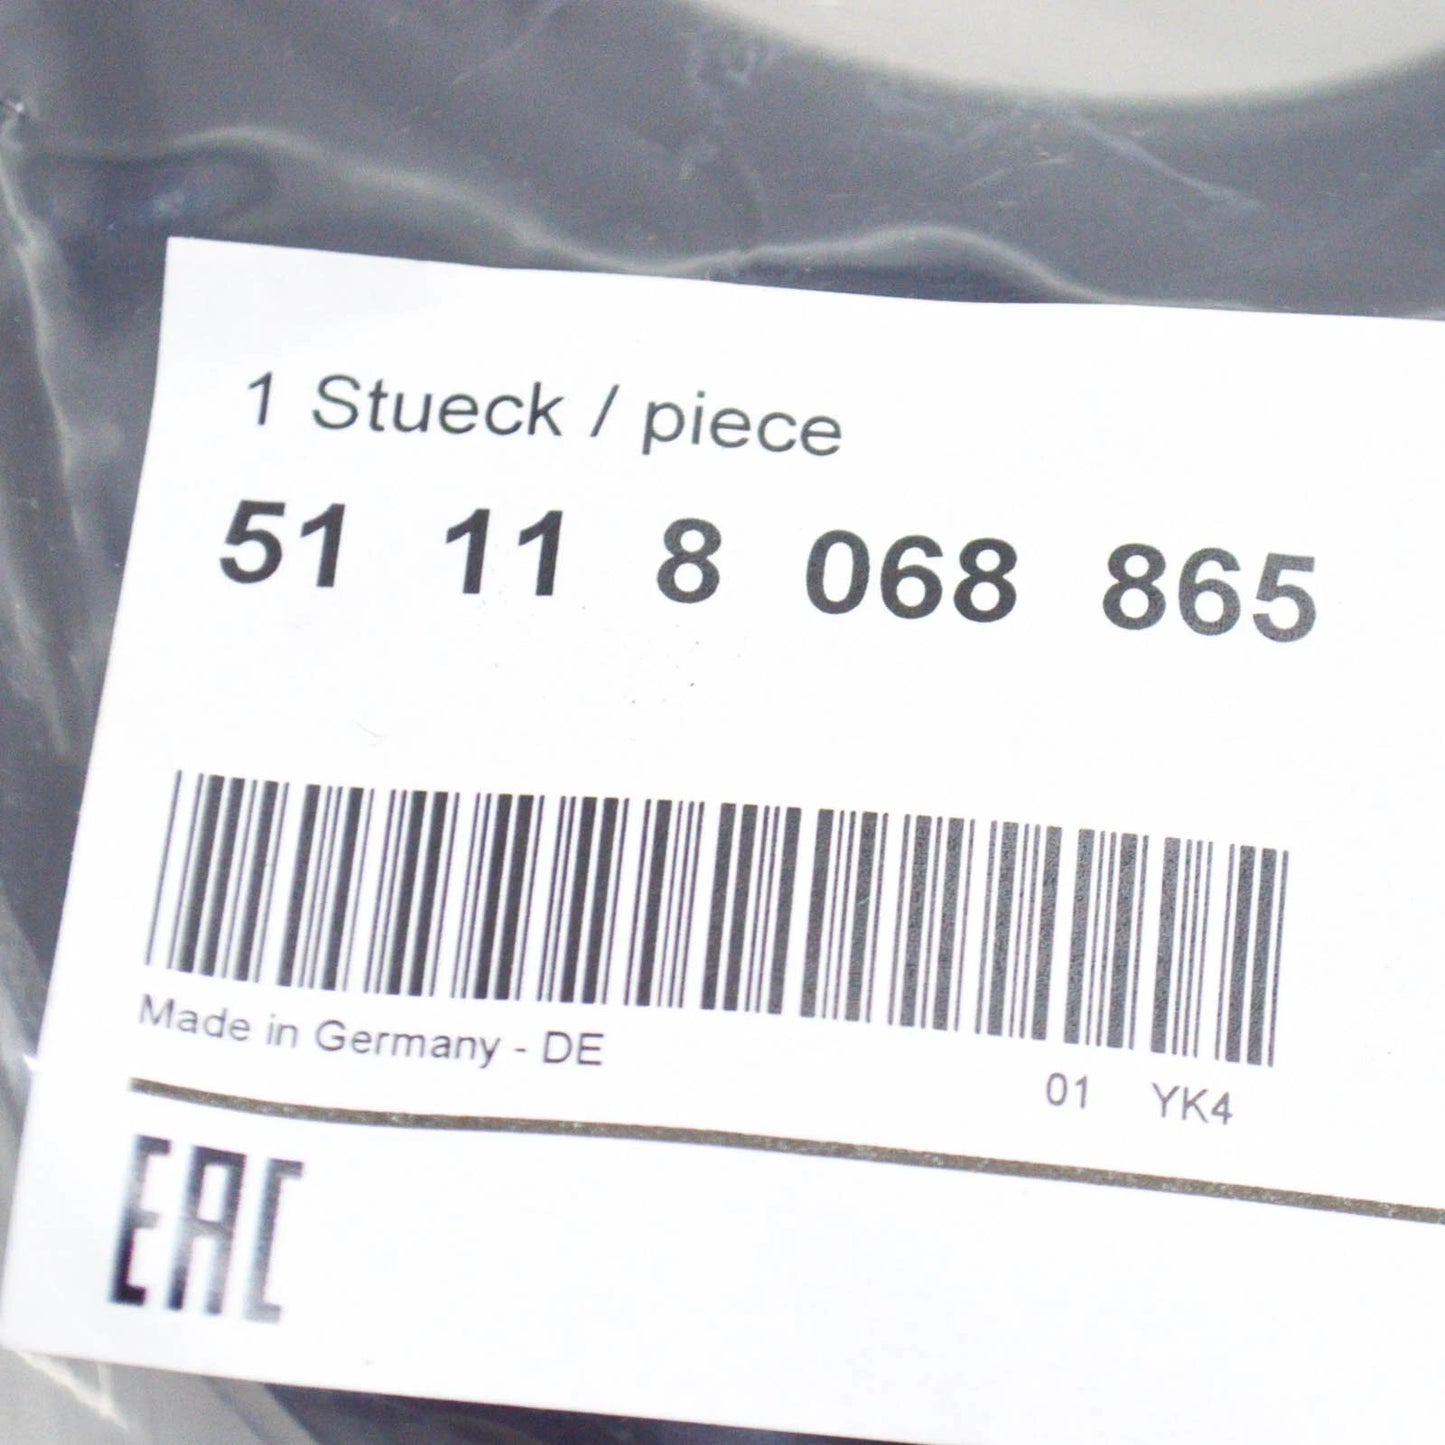 1 Stueck / piece
51 11 8 068 865
Made in Germany - DE
01 YK4
EAC